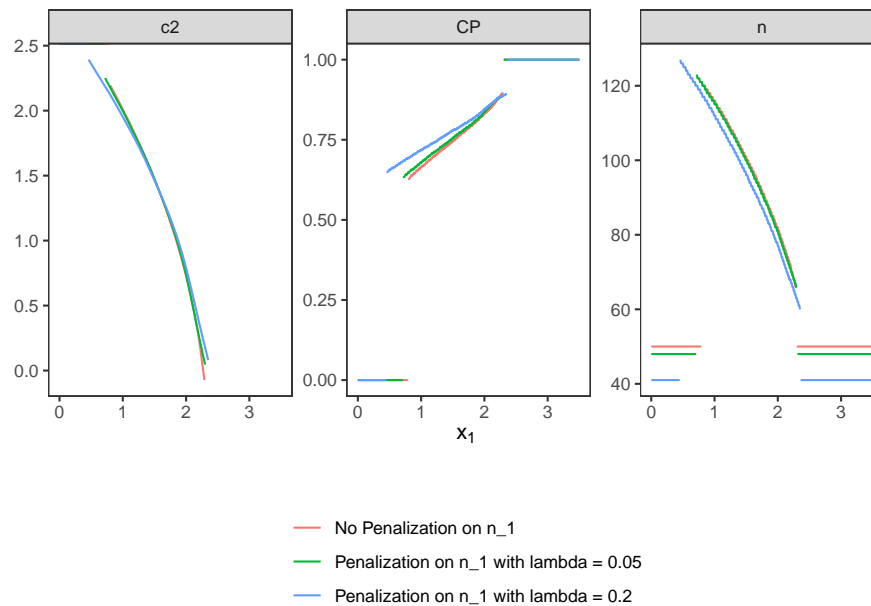 c2
CP
n
2.5
2.0
1.5
1.0
0.5
0.0
1.00
0.75
0.50
0.25
0.00
120
100
80
60
40
0 1 2 3
0 1 2 3
0 1 2 3
x1
No Penalization on n_1
Penalization on n_1 with lambda = 0.05
Penalization on n_1 with lambda = 0.2